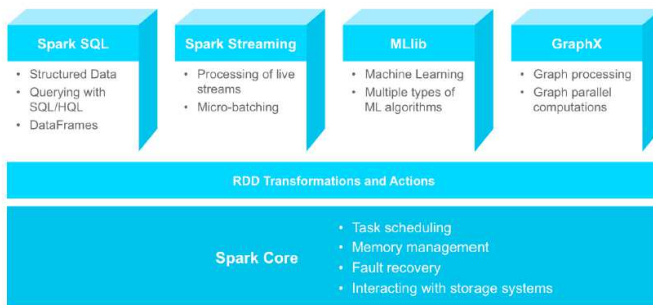 Spark SQL
• Structured Data
• Querying with
SQL/HQL
• DataFrames
Spark Streaming
• Processing of live
streams
• Micro-batching
MLlib
• Machine Learning
• Multiple types of
ML algorithms
GraphX
• Graph processing
• Graph parallel
computations
RDD Transformations and Actions
Spark Core
• Task scheduling
• Memory management
• Fault recovery
• Interacting with storage systems